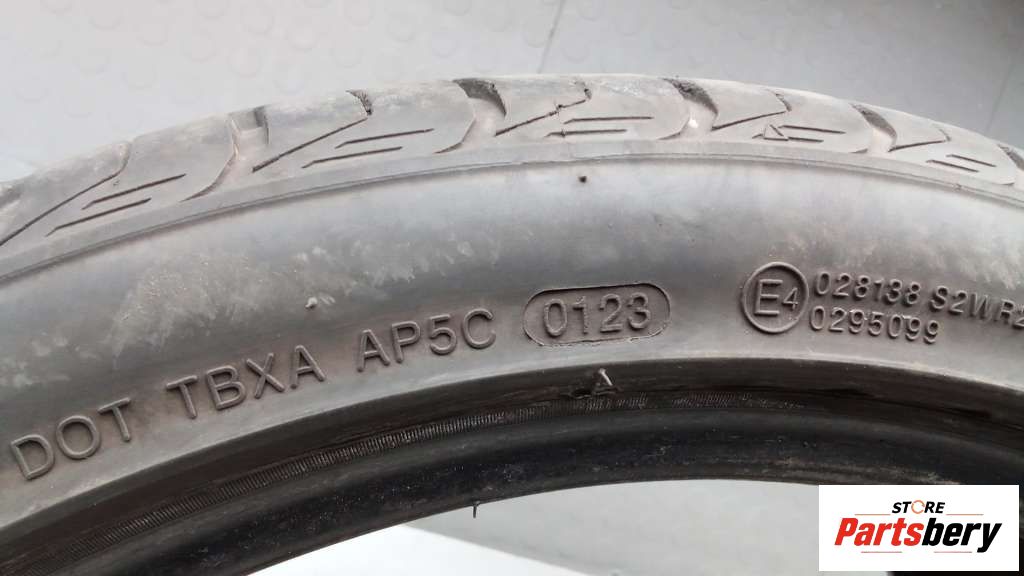 DOT TBXA AP5C 0123
E4 028138 S2WR2
0295099
STORE
Partsbery